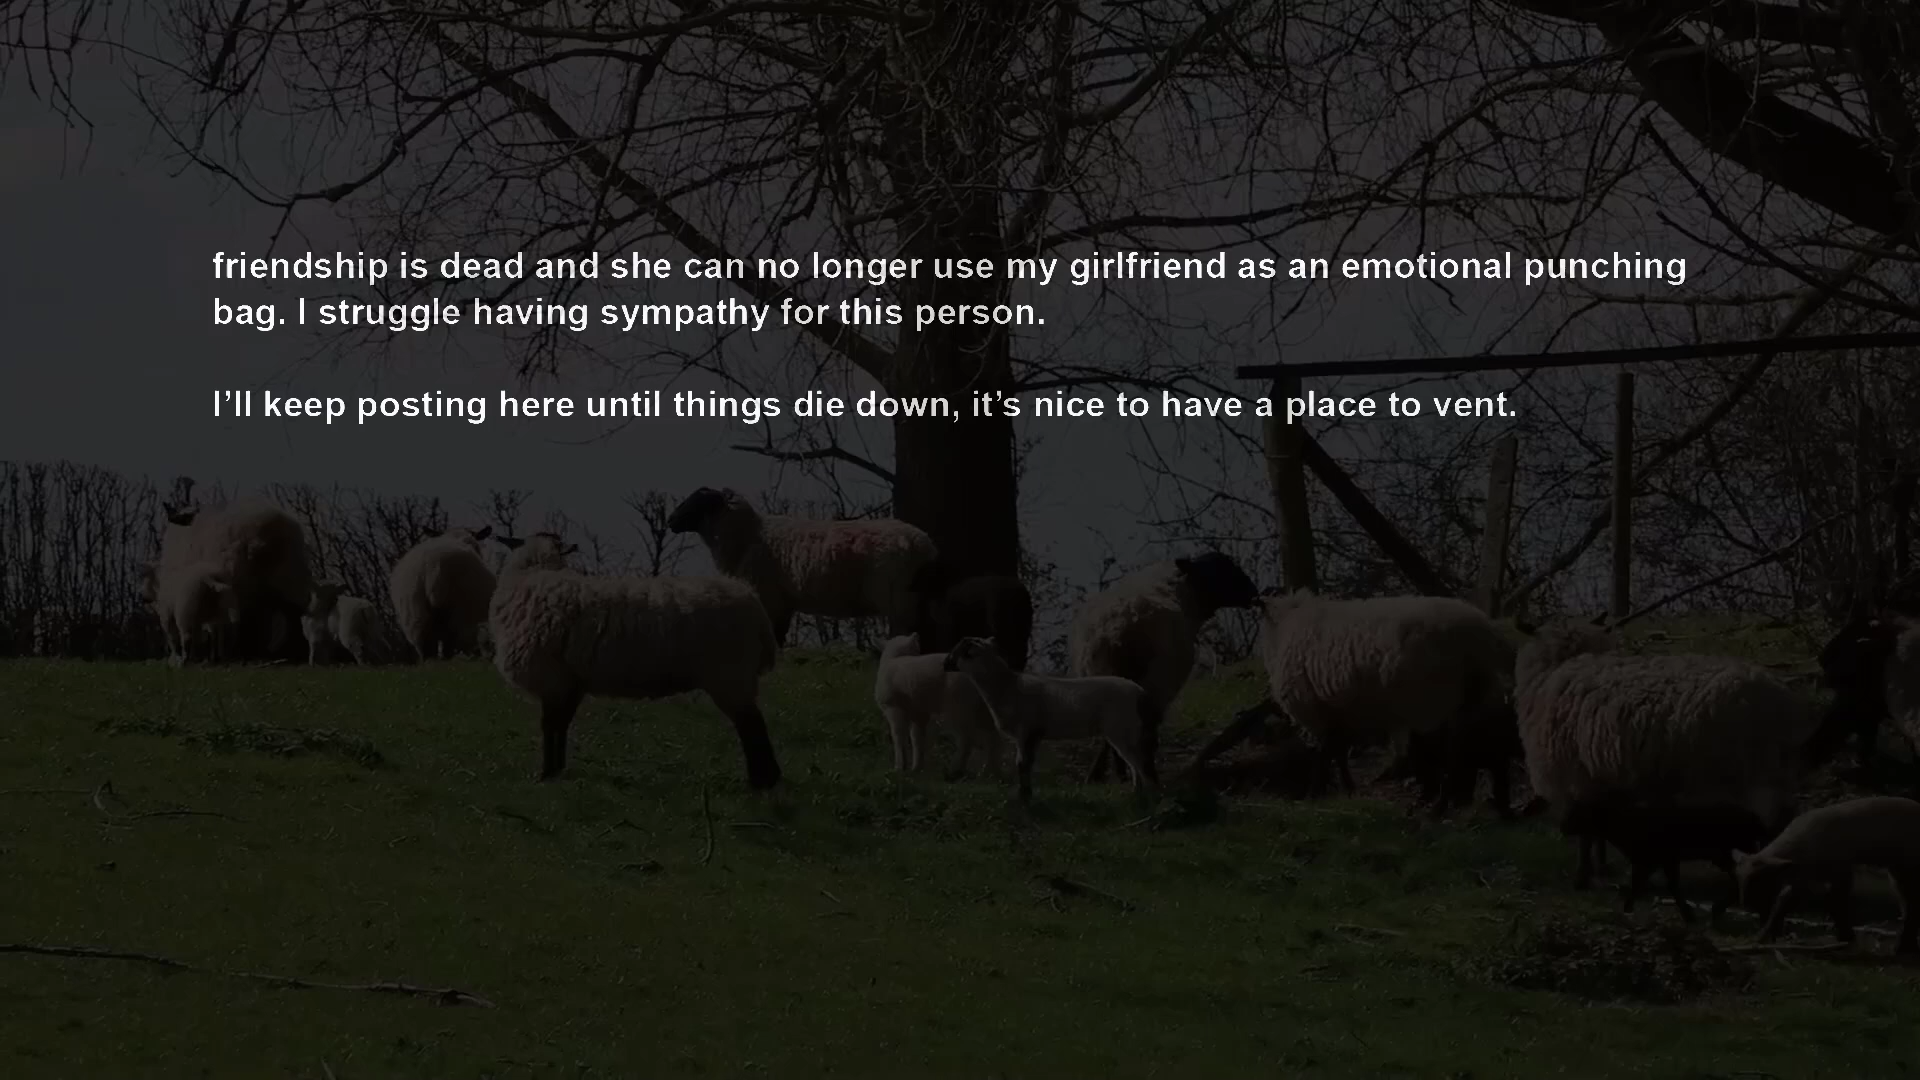 friendship is dead and she can no longer use my girlfriend as an emotional punching
bag. I struggle having sympathy for this person.
I’ll keep posting here until things die down, it’s nice to have a place to vent.